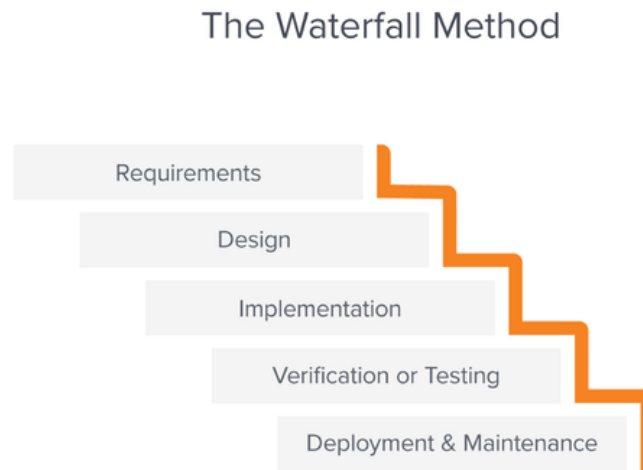 The Waterfall Method
Requirements
Design
Implementation
Verification or Testing
Deployment & Maintenance